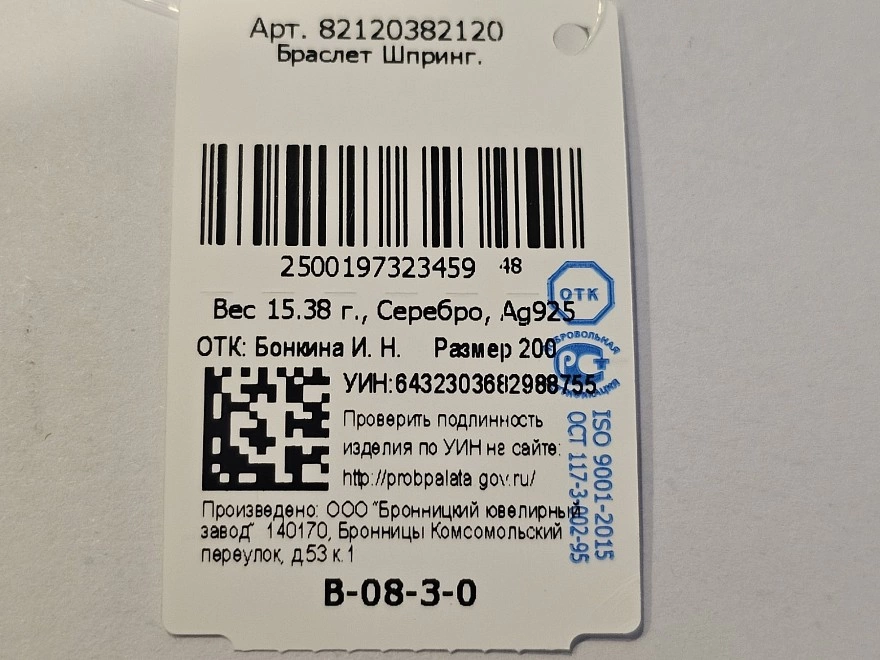 Арт. 82120382120
Браслет Шпринг.
2500197323459 48
Вес 15.38 г., Серебро, Ag925
ОТК
ОТК: Бонкина И. Н. Размер 200
ДОБРОВОЛЬНАЯ
РС
УИН:6432303682988755
Проверить подлинность
изделия по УИН на сайте:
http://probpalata gov.ru/
ISO 9001-2015
ОСТ 117-3-002-95
Произведено: ООО "Бронницкий ювелирный
завод" 140170, Бронницы Комсомольский
переулок, д.53 к.1
В-08-3-0